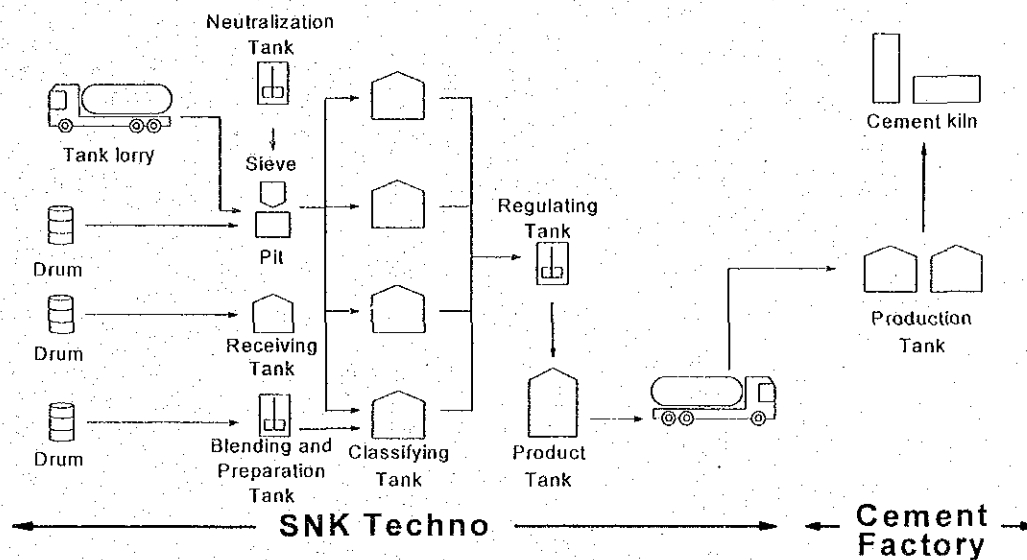 Neutralization
Tank
Tank lorry
Sieve
Drum
Pit
Drum
Receiving
Tank
Drum
Blending and
Preparation
Tank
Classifying
Tank
Regulating
Tank
Product
Tank
Cement kiln
Production
Tank
SNK Techno
Cement
Factory